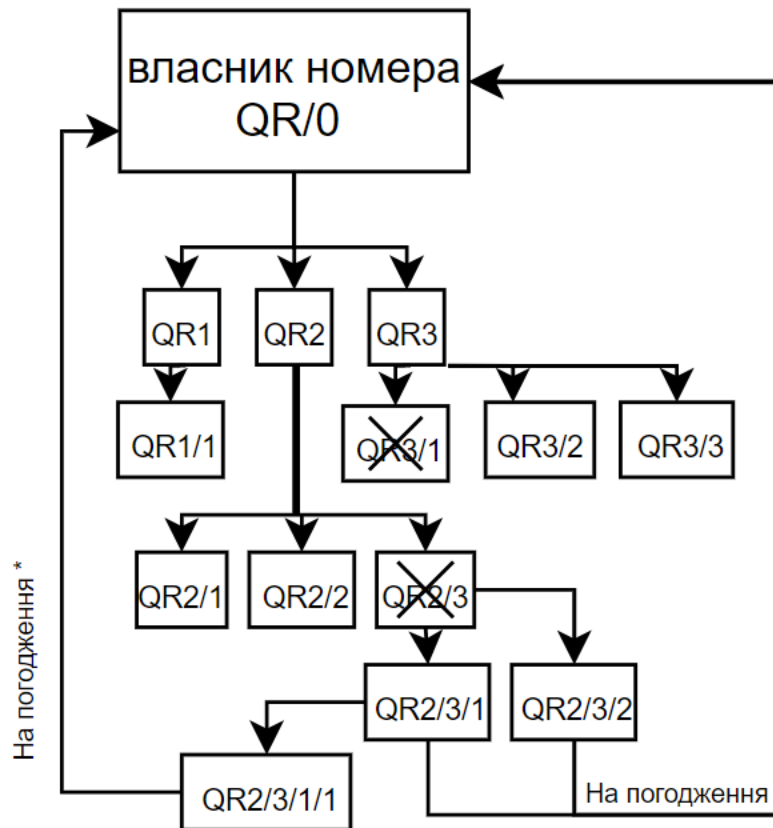 власник номера
QR/0
QR1
QR2
QR3
QR1/1
QR3/1
QR3/2
QR3/3
QR2/1
QR2/2
QR2/3
QR2/3/1
QR2/3/2
QR2/3/1/1
На погодження *
На погодження